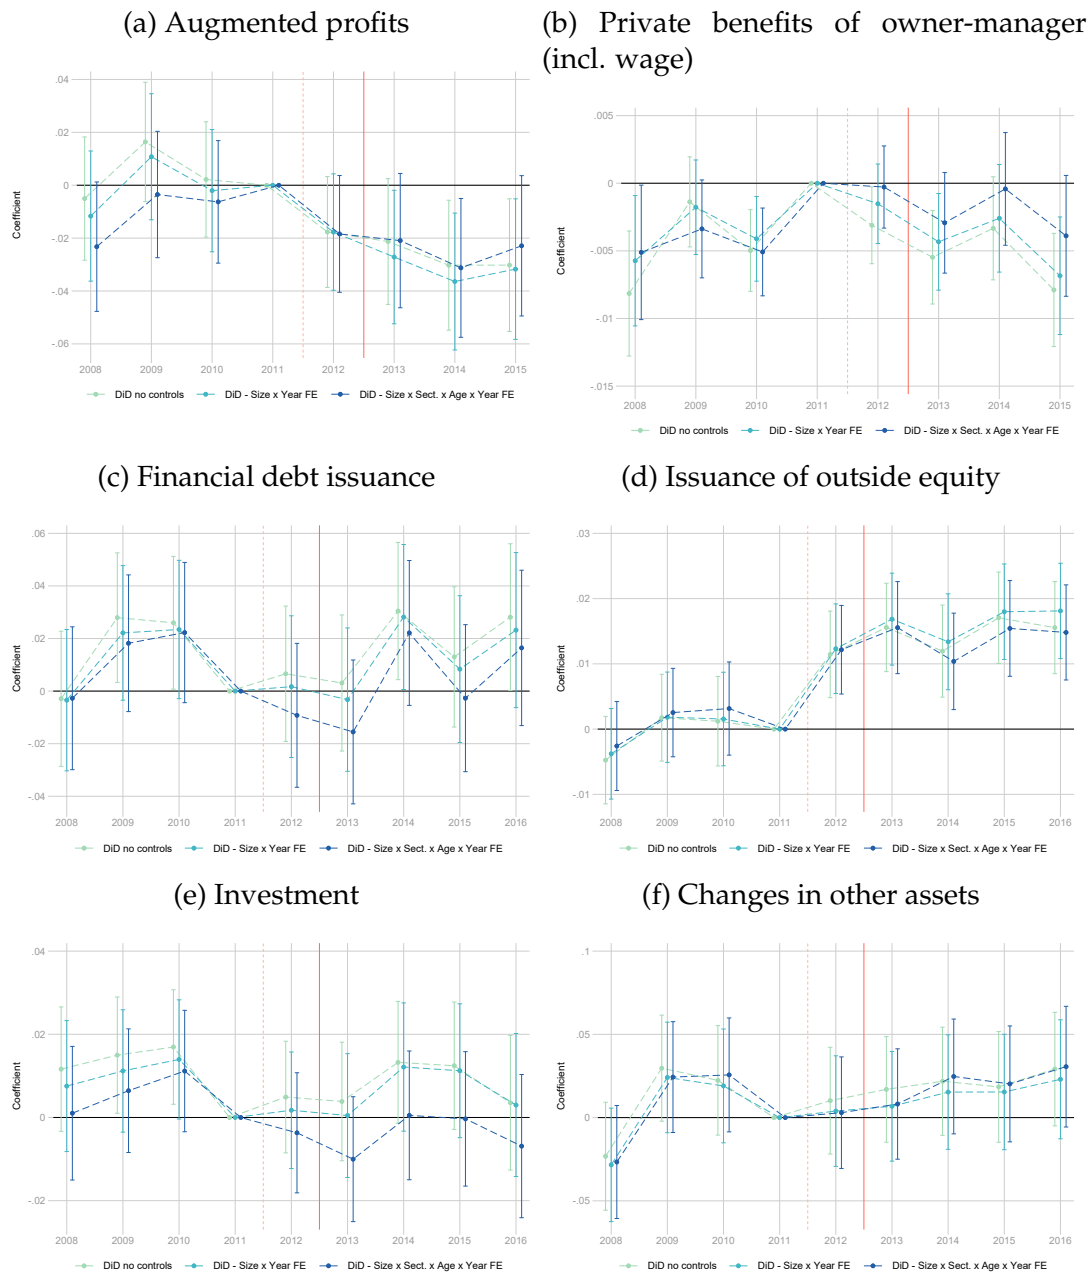 (a) Augmented profits
(b) Private benefits of owner-manager
(incl. wage)
.04
.02
0
-.02
-.04
-.06
Coefficient
2008 2009 2010 2011 2012 2013 2014 2015
DiD no controls DiD - Size x Year FE DiD - Size x Sect. x Age x Year FE
.005
0
-.005
-.01
-.015
Coefficient
2008 2009 2010 2011 2012 2013 2014 2015
DiD no controls DiD - Size x Year FE DiD - Size x Sect. x Age x Year FE
(c) Financial debt issuance
(d) Issuance of outside equity
.06
.04
.02
0
-.02
-.04
Coefficient
2008 2009 2010 2011 2012 2013 2014 2015 2016
DiD no controls DiD - Size x Year FE DiD - Size x Sect. x Age x Year FE
.03
.02
.01
0
-.01
Coefficient
2008 2009 2010 2011 2012 2013 2014 2015 2016
DiD no controls DiD - Size x Year FE DiD - Size x Sect. x Age x Year FE
(e) Investment
(f) Changes in other assets
.04
.02
0
-.02
Coefficient
2008 2009 2010 2011 2012 2013 2014 2015 2016
DiD no controls DiD - Size x Year FE DiD - Size x Sect. x Age x Year FE
.1
.05
0
-.05
Coefficient
2008 2009 2010 2011 2012 2013 2014 2015 2016
DiD no controls DiD - Size x Year FE DiD - Size x Sect. x Age x Year FE